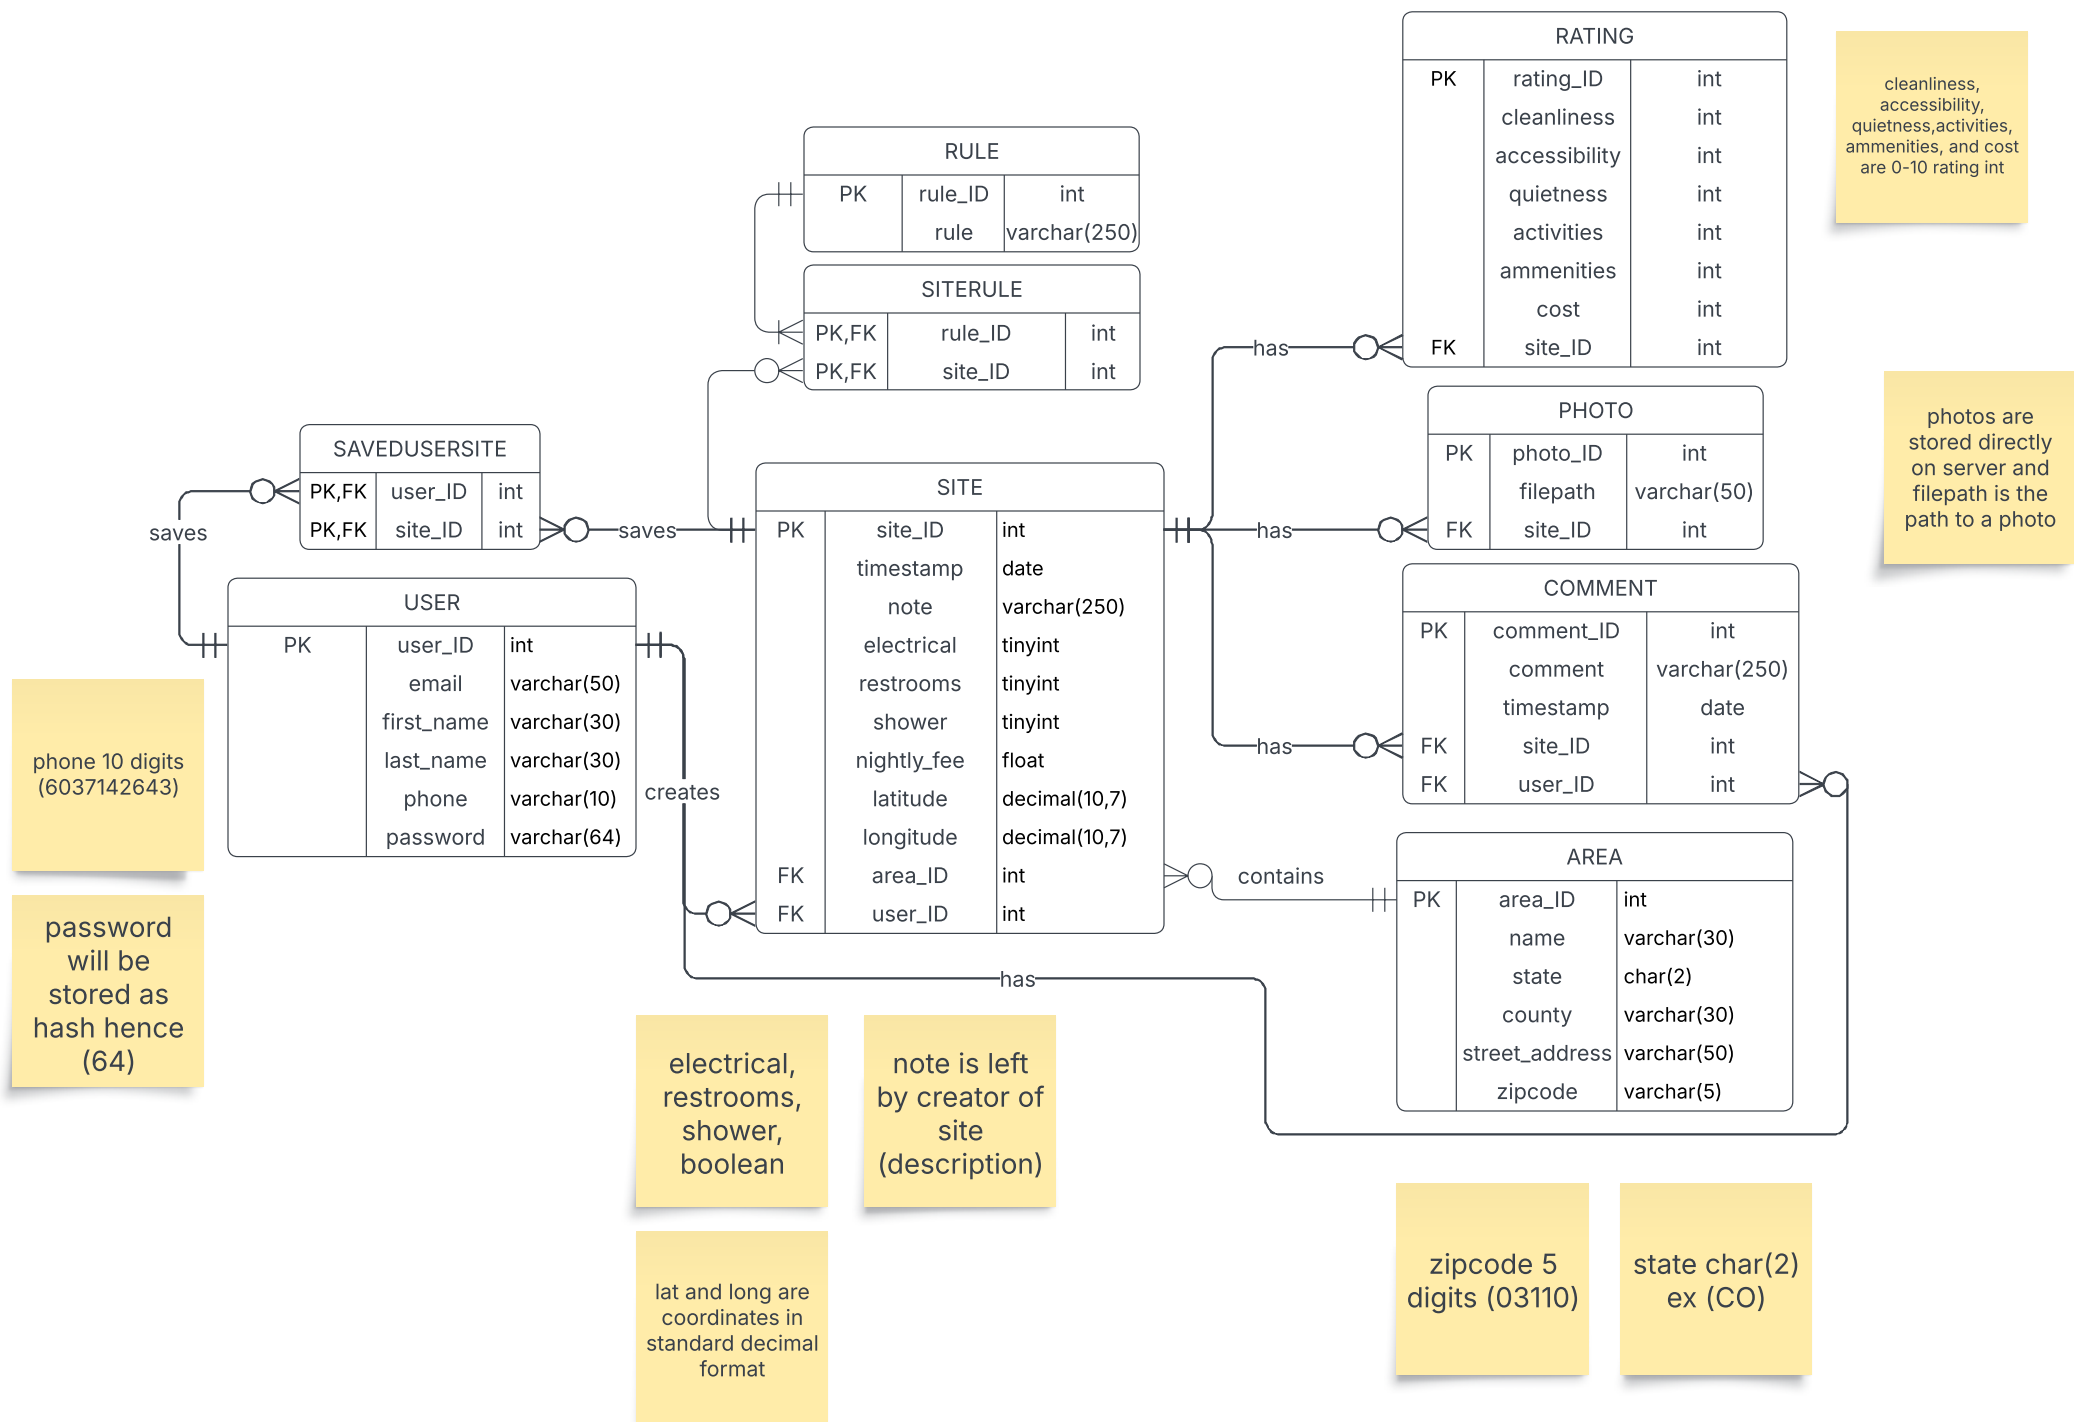 RATING
PK rating_ID int
cleanliness int
accessibility int
quietness int
activities int
ammenities int
cost int
FK site_ID int
cleanliness,
accessibility,
quietness,activities,
ammenities, and cost
are 0-10 rating int
RULE
PK rule_ID int
rule varchar(250)
SITERULE
PK,FK rule_ID int
PK,FK site_ID int
has
PHOTO
PK photo_ID int
filepath varchar(50)
FK site_ID int
photos are
stored directly
on server and
filepath is the
path to a photo
SAVEDUSERSITE
PK,FK user_ID int
PK,FK site_ID int
saves
saves
SITE
PK site_ID int
timestamp date
note varchar(250)
electrical tinyint
restrooms tinyint
shower tinyint
nightly_fee float
latitude decimal(10,7)
longitude decimal(10,7)
FK area_ID int
FK user_ID int
has
has
COMMENT
PK comment_ID int
comment varchar(250)
timestamp date
FK site_ID int
FK user_ID int
USER
PK user_ID int
email varchar(50)
first_name varchar(30)
last_name varchar(30)
phone varchar(10)
password varchar(64)
phone 10 digits
(6037142643)
creates
contains
AREA
PK area_ID int
name varchar(30)
state char(2)
county varchar(30)
street_address varchar(50)
zipcode varchar(5)
password
will be
stored as
hash hence
(64)
has
electrical,
restrooms,
shower,
boolean
note is left
by creator of
site
(description)
lat and long are
coordinates in
standard decimal
format
zipcode 5
digits (03110)
state char(2)
ex (CO)